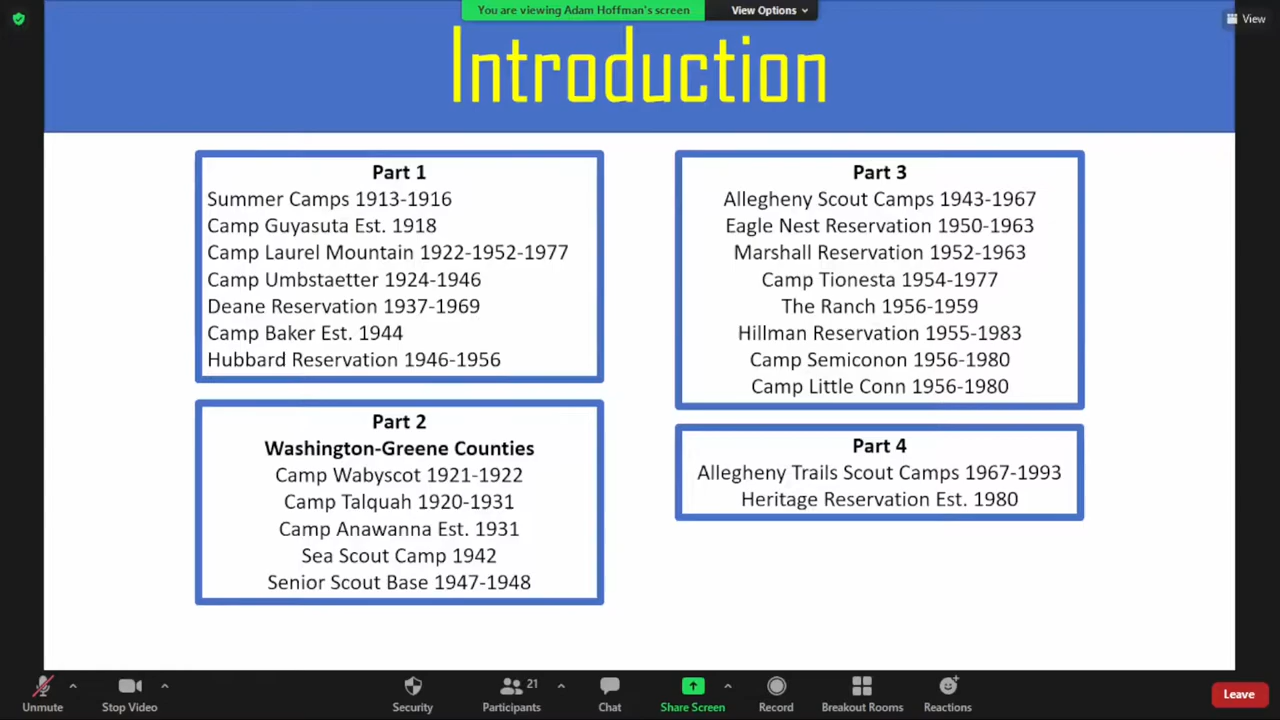 You are viewing Adam Hoffman's screen
View Options
View
Introduction
Part 1
Summer Camps 1913-1916
Camp Guyasuta Est. 1918
Camp Laurel Mountain 1922-1952-1977
Camp Umbstaetter 1924-1946
Deane Reservation 1937-1969
Camp Baker Est. 1944
Hubbard Reservation 1946-1956
Part 2
Washington-Greene Counties
Camp Wabyscot 1921-1922
Camp Talquah 1920-1931
Camp Anawanna Est. 1931
Sea Scout Camp 1942
Senior Scout Base 1947-1948
Part 3
Allegheny Scout Camps 1943-1967
Eagle Nest Reservation 1950-1963
Marshall Reservation 1952-1963
Camp Tionesta 1954-1977
The Ranch 1956-1959
Hillman Reservation 1955-1983
Camp Semiconon 1956-1980
Camp Little Conn 1956-1980
Part 4
Allegheny Trails Scout Camps 1967-1993
Heritage Reservation Est. 1980
Unmute
Stop Video
Security
21
Participants
Chat
Share Screen
Record
Breakout Rooms
Reactions
Leave